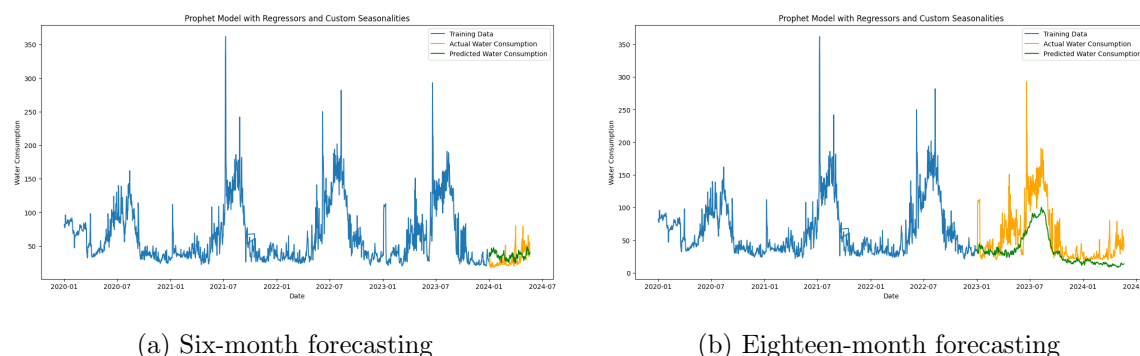 Prophet Model with Regressors and Custom Seasonalities
Training Data
Actual Water Consumption
Predicted Water Consumption
350
300
250
200
150
100
50
Water Consumption
2020-01 2020-07 2021-01 2021-07 2022-01 2022-07 2023-01 2023-07 2024-01 2024-07
Date
(a) Six-month forecasting
Prophet Model with Regressors and Custom Seasonalities
Training Data
Actual Water Consumption
Predicted Water Consumption
350
300
250
200
150
100
50
0
Water Consumption
2020-01 2020-07 2021-01 2021-07 2022-01 2022-07 2023-01 2023-07 2024-01 2024
Date
(b) Eighteen-month forecasting